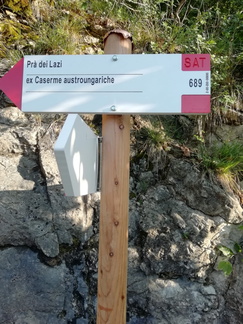 Prà dei Lazi
ex Caserme austroungariche
SAT
689